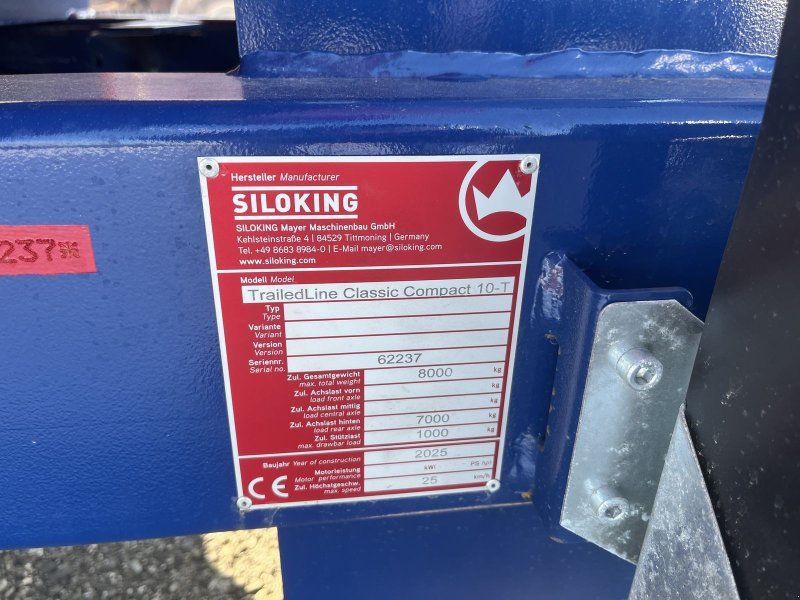 Hersteller Manufacturer
SILOKING
SILOKING Mayer Maschinenbau GmbH
Kehlsteinstraße 4 | 84529 Tittmoning | Germany
Tel. +49 8683 8984-0 | E-Mail mayer@siloking.com
www.siloking.com
237
Modell Model
TrailedLine Classic Compact 10-T
Typ
Type
Variante
Variant
Version
Version
Seriennr. 62237
Serial no.
Zul. Gesamtgewicht 8000 kg
max. total weight
Zul. Achslast vorn kg
load front axle
Zul. Achslast mittig kg
load central axle
Zul. Achslast hinten 7000 kg
load rear axle
Zul. Stützlast 1000 kg
max. drawbar load
Baujahr Year of construction 2025
Motorleistung kW - PS hp
Motor performance
Zul. Höchstgeschw. 25 km/h
max. speed
CE